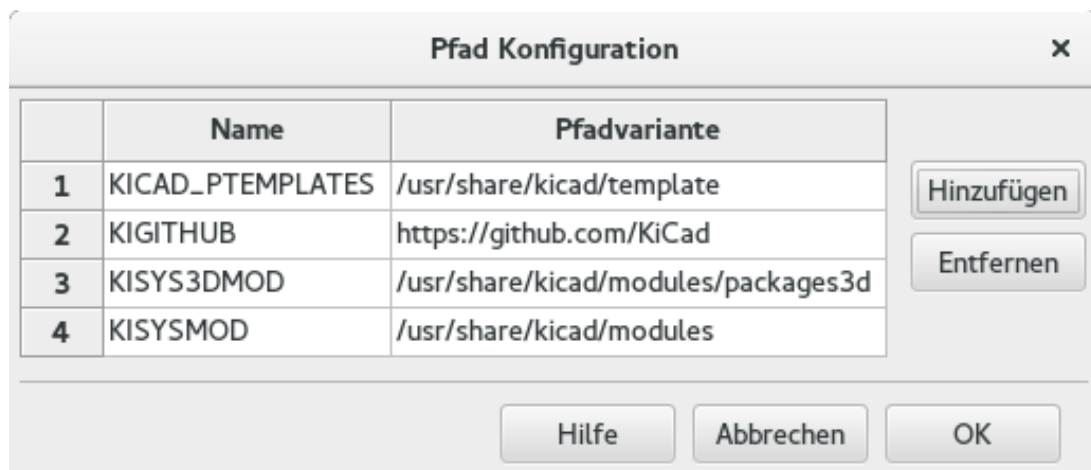 Pfad Konfiguration ×
Name Pfadvariante
1 KICAD_PTEMPLATES /usr/share/kicad/template
Hinzufügen
2 KIGITHUB https://github.com/KiCad
3 KISYS3DMOD /usr/share/kicad/modules/packages3d
Entfernen
4 KISYSMOD /usr/share/kicad/modules
Hilfe Abbrechen OK